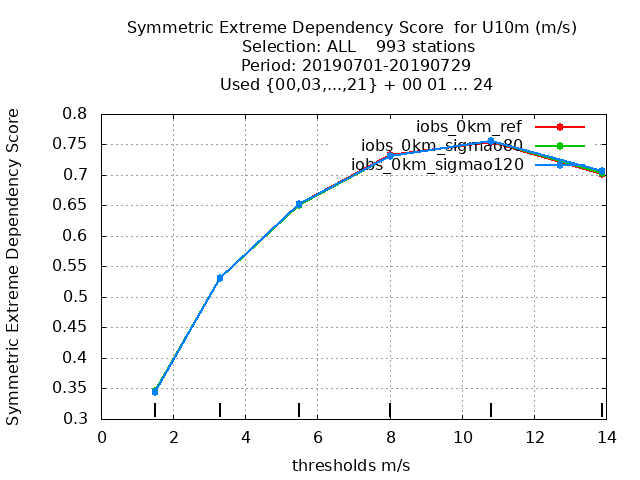 Symmetric Extreme Dependency Score  for U10m (m/s)
Selection: ALL    993 stations
Period: 20190701-20190729
Used {00,03,...,21} + 00 01 ... 24
Symmetric Extreme Dependency Score
0.8
0.75
0.7
0.65
0.6
0.55
0.5
0.45
0.4
0.35
0.3
iobs_0km_ref
iobs_0km_sigmao80
iobs_0km_sigmao120
0 2 4 6 8 10 12 14
thresholds m/s